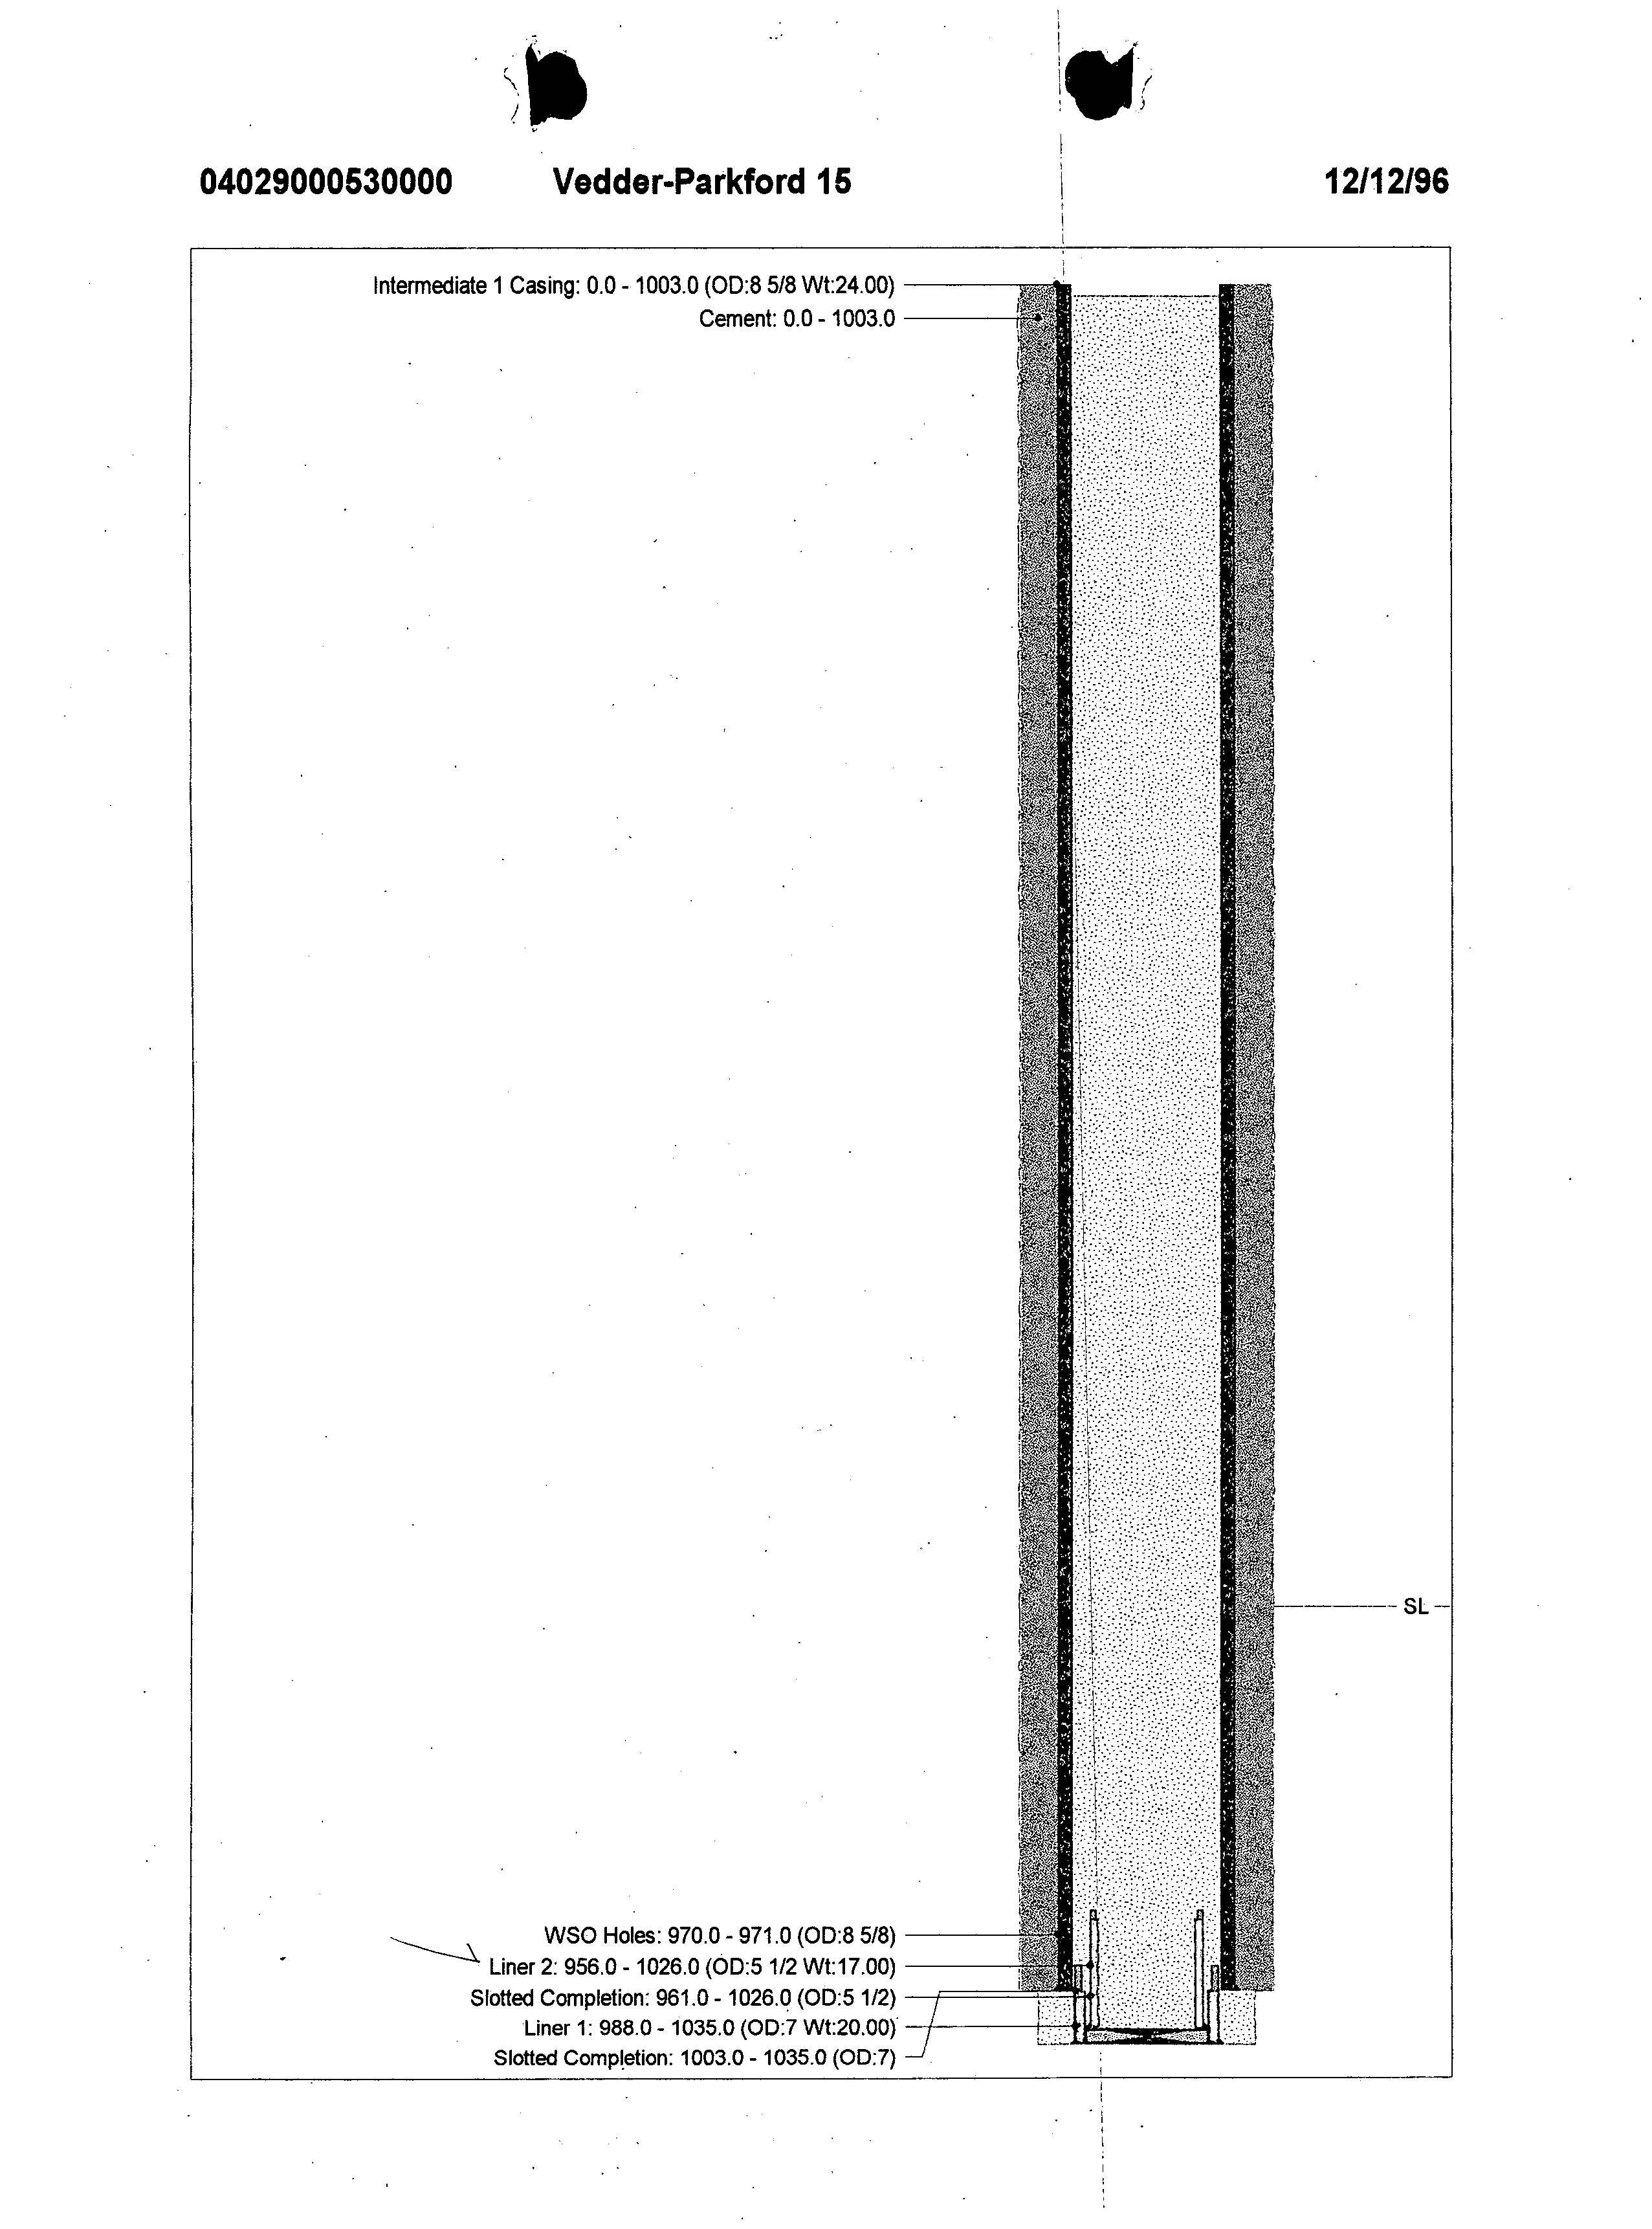 04029000530000 Vedder-Parkford 15 12/12/96
Intermediate 1 Casing: 0.0 - 1003.0 (OD:8 5/8 Wt:24.00)
Cement: 0.0 - 1003.0
SL
WSO Holes: 970.0 - 971.0 (OD:8 5/8)
Liner 2: 956.0 - 1026.0 (OD:5 1/2 Wt:17.00)
Slotted Completion: 961.0 - 1026.0 (OD:5 1/2)
Liner 1: 988.0 - 1035.0 (OD:7 Wt:20.00)
Slotted Completion: 1003.0 - 1035.0 (OD:7)